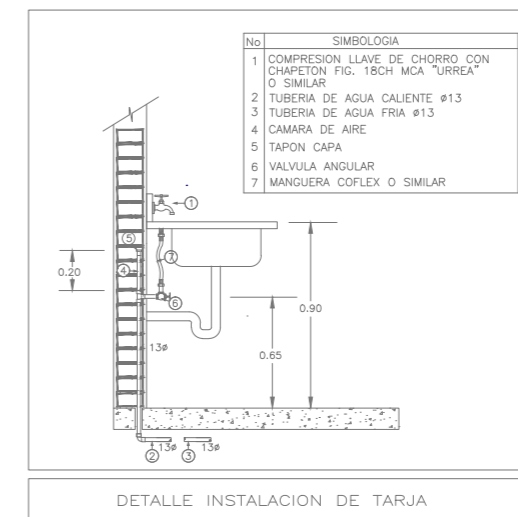 No SIMBOLOGIA
1 COMPRESION LLAVE DE CHORRO CON
CHAPETON FIG. 18CH MCA "URREA"
O SIMILAR
2 TUBERIA DE AGUA CALIENTE ø13
3 TUBERIA DE AGUA FRIA ø13
4 CAMARA DE AIRE
5 TAPON CAPA
6 VALVULA ANGULAR
7 MANGUERA COFLEX O SIMILAR
1
5
7
4
0.20
6
0.90
13ø
0.65
13ø
13ø
2
3
DETALLE INSTALACION DE TARJA